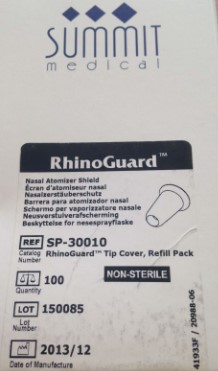 SUMMIT
medical
RhinoGuard™
Nasal Atomizer Shield
Écran d'atomiseur nasal
Nasalzerstäuberschutz
Barrera para atomizador nasal
Schermo per vaporizzatore nasale
Neusverstuiverafscherming
Beskyttelse for nesesprayflaske
REF SP-30010
Catalog
Number
RhinoGuard™ Tip Cover, Refill Pack
100
Quantity
NON-STERILE
LOT 150085
Lot
Number
2013/12
Date of Manufacture
41933F / 20988-06